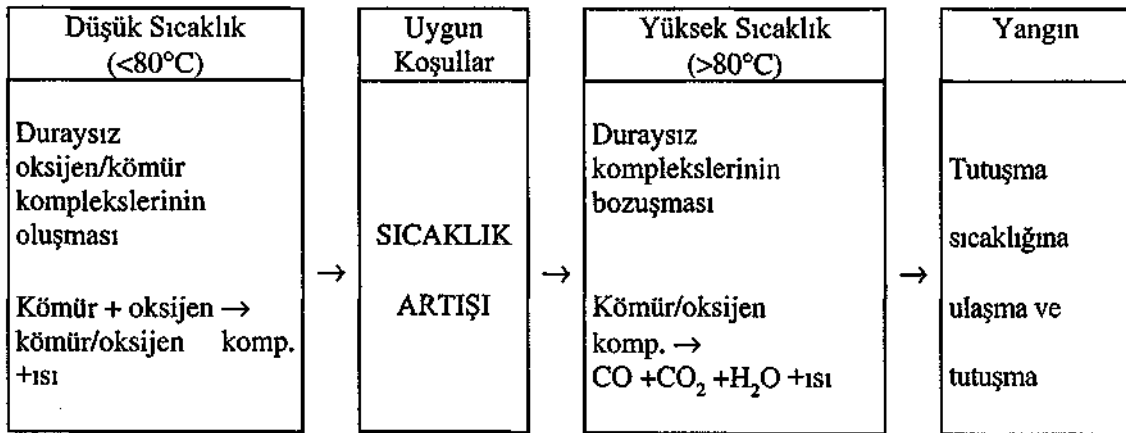 Düşük Sıcaklık
(<80°C)
Duraysız
oksijen/kömür
komplekslerinin
oluşması
Kömür + oksijen →
kömür/oksijen komp.
+ısı
→
Uygun
Koşullar
SICAKLIK
ARTIŞI
→
Yüksek Sıcaklık
(>80°C)
Duraysız
komplekslerinin
bozuşması
Kömür/oksijen
komp. →
CO +CO₂ +H₂O +ısı
→
Yangın
Tutuşma
sıcaklığına
ulaşma ve
tutuşma